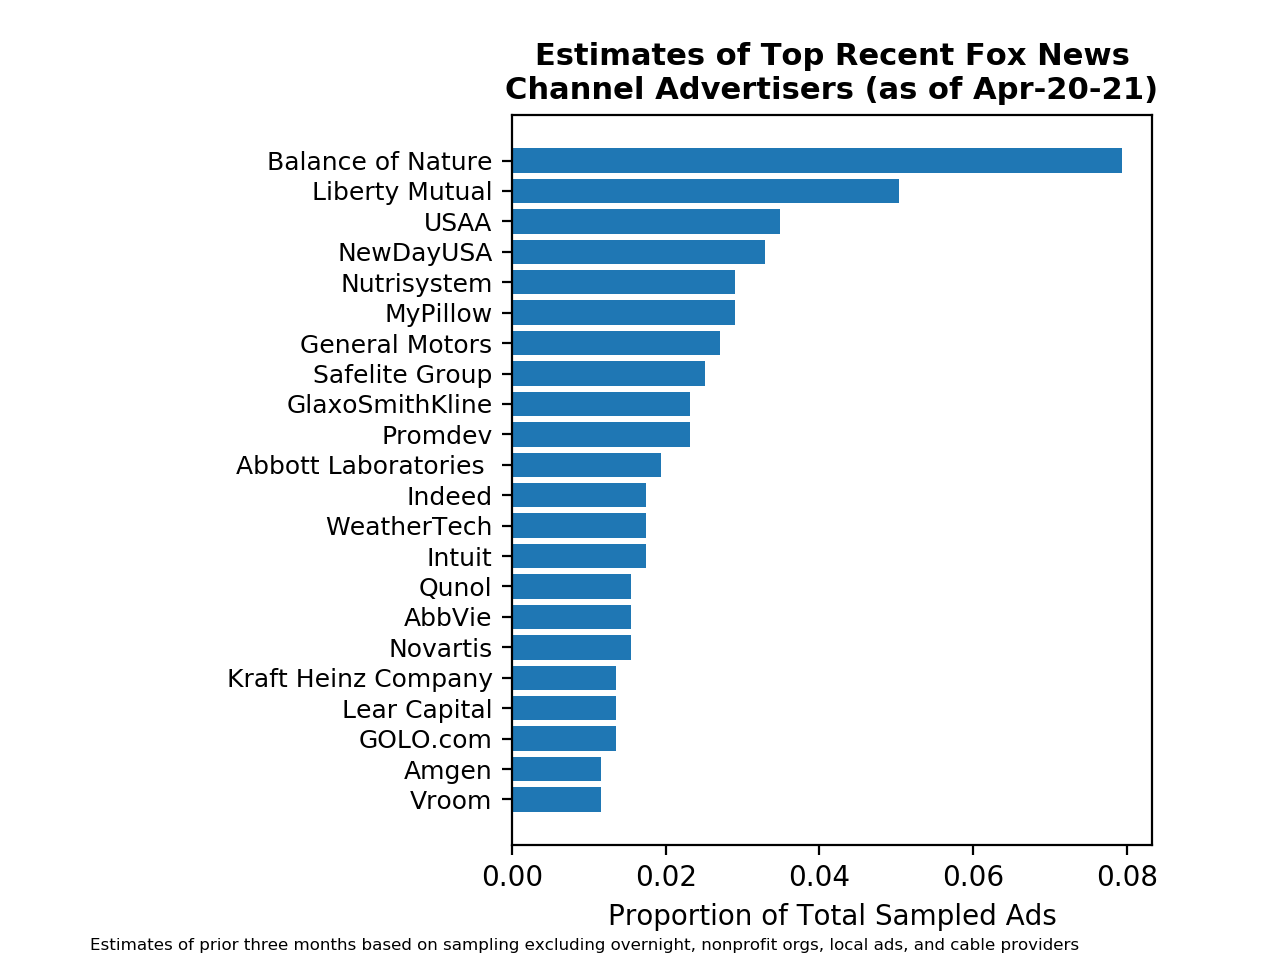 Estimates of Top Recent Fox News
Channel Advertisers (as of Apr-20-21)
Balance of Nature
Liberty Mutual
USAA
NewDayUSA
Nutrisystem
MyPillow
General Motors
Safelite Group
GlaxoSmithKline
Promdev
Abbott Laboratories
Indeed
WeatherTech
Intuit
Qunol
AbbVie
Novartis
Kraft Heinz Company
Lear Capital
GOLO.com
Amgen
Vroom
0.00 0.02 0.04 0.06 0.08
Proportion of Total Sampled Ads
Estimates of prior three months based on sampling excluding overnight, nonprofit orgs, local ads, and cable providers